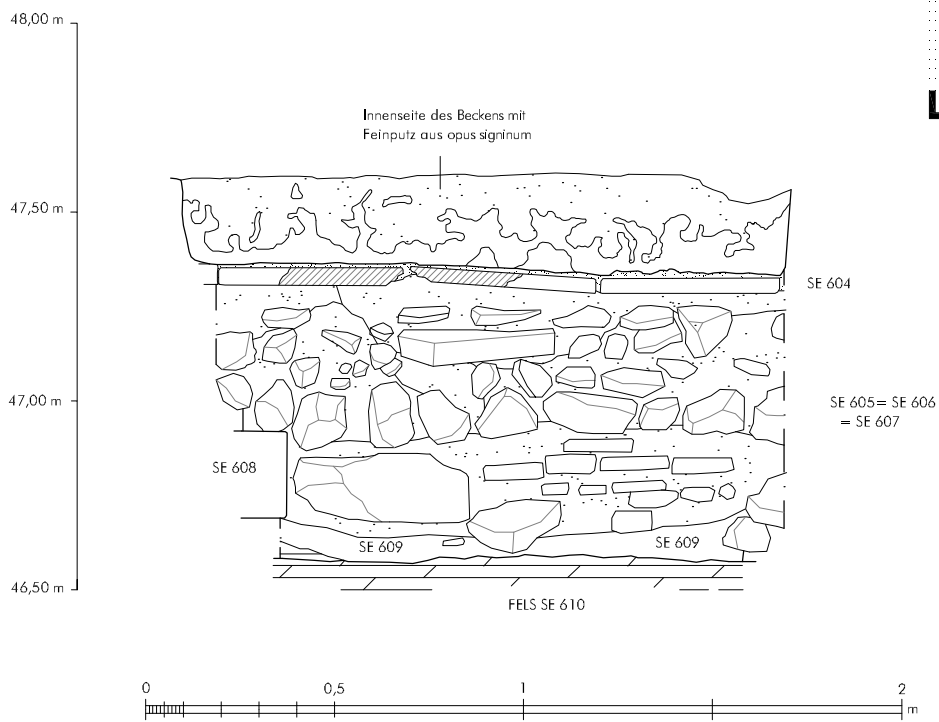 48,00 m
Innenseite des Beckens mit
Feinputz aus opus signinum
47,50 m
SE 604
47,00 m
SE 605= SE 606
= SE 607
SE 608
SE 609
SE 609
46,50 m
FELS SE 610
0
0,5
1
2
m